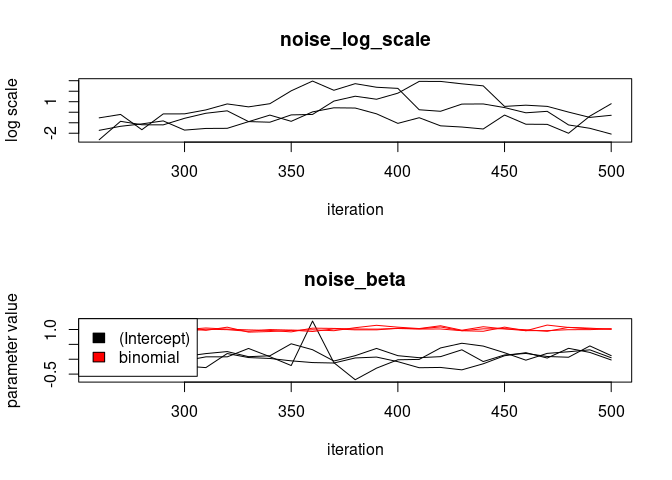 noise_log_scale
log scale
1
-2
300
350
400
450
500
iteration
noise_beta
parameter value
1.0
-0.5
(Intercept)
binomial
300
350
400
450
500
iteration